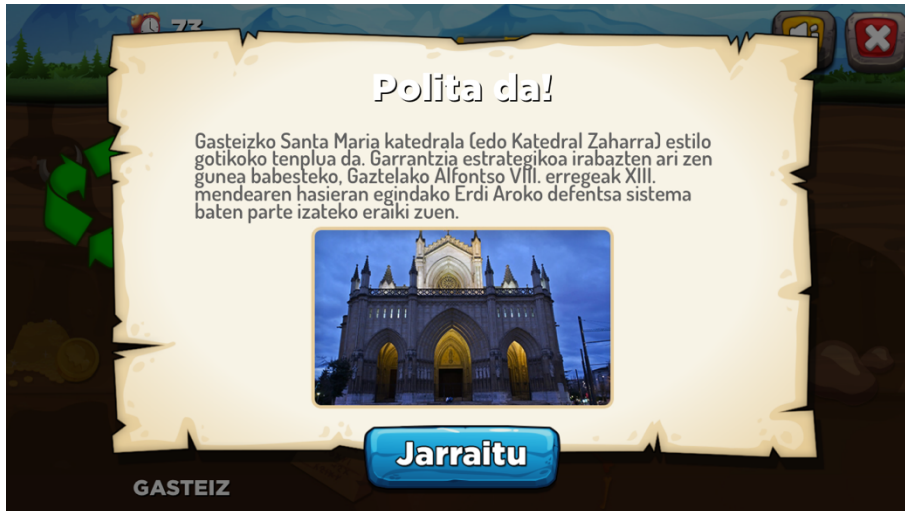 73
Polita da!
Gasteizko Santa Maria katedrala (edo Katedral Zaharra) estilo
gotikoko tenplua da. Garrantzia estrategikoa irabazten ari zen
gunea babesteko, Gaztelako Alfontso VIII. erregeak XIII.
mendearen hasieran egindako Erdi Aroko defentsa sistema
baten parte izateko eraiki zuen.
Jarraitu
GASTEIZ